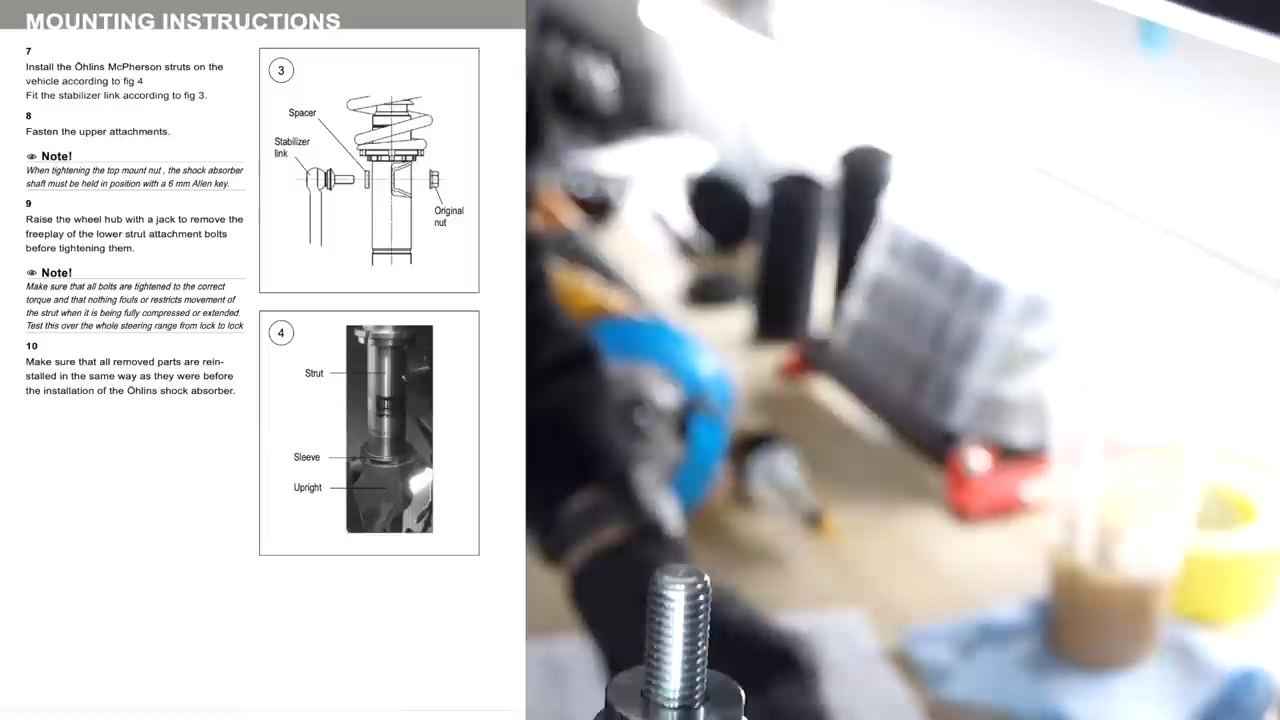 MOUNTING INSTRUCTIONS
7
Install the Öhlins McPherson struts on the
vehicle according to fig 4
Fit the stabilizer link according to fig 3.
8
Fasten the upper attachments.
Note!
When tightening the top mount nut , the shock absorber
shaft must be held in position with a 6 mm Allen key.
9
Raise the wheel hub with a jack to remove the
freeplay of the lower strut attachment bolts
before tightening them.
Note!
Make sure that all bolts are tightened to the correct
torque and that nothing fouls or restricts movement of
the strut when it is being fully compressed or extended.
Test this over the whole steering range from lock to lock
10
Make sure that all removed parts are rein-
stalled in the same way as they were before
the installation of the Öhlins shock absorber.
3
Spacer
Stabilizer
link
Original
nut
4
Strut
Sleeve
Upright